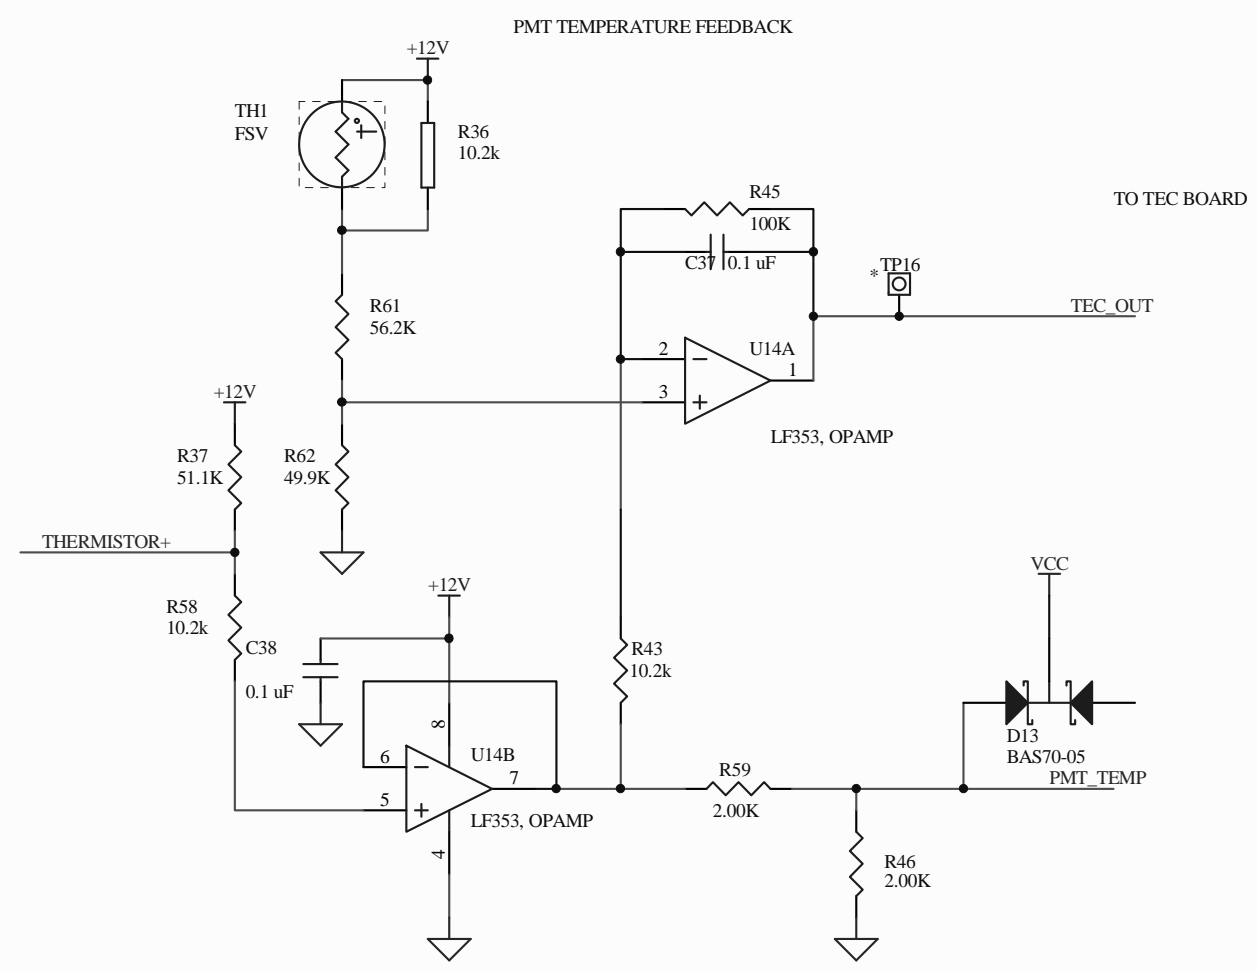 PMT TEMPERATURE FEEDBACK
+12V
TH1
FSV
R36
10.2k
R45
100K
C37
0.1 uF
TO TEC BOARD
* TP16
TEC_OUT
R61
56.2K
2
3
U14A
1
LF353, OPAMP
+12V
R37
51.1K
R62
49.9K
THERMISTOR+
R58
10.2k
C38
0.1 uF
+12V
8
6
5
U14B
7
4
LF353, OPAMP
R43
10.2k
R59
2.00K
R46
2.00K
VCC
D13
BAS70-05
PMT_TEMP